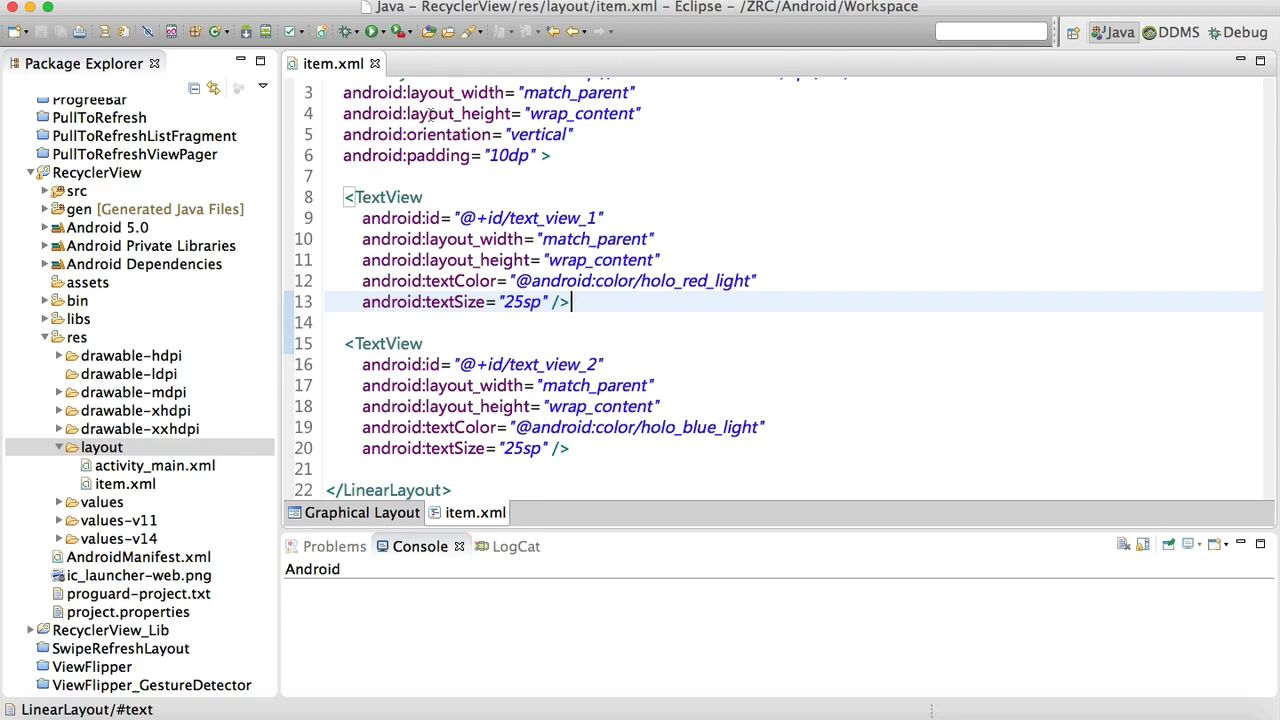 Java - RecyclerView/res/layout/item.xml - Eclipse - /ZRC/Android/Workspace
Java
DDMS
Debug
Package Explorer
ProgreeBar
PullToRefresh
PullToRefreshListFragment
PullToRefreshViewPager
RecyclerView
src
gen [Generated Java Files]
Android 5.0
Android Private Libraries
Android Dependencies
assets
bin
libs
res
drawable-hdpi
drawable-ldpi
drawable-mdpi
drawable-xhdpi
drawable-xxhdpi
layout
activity_main.xml
item.xml
values
values-v11
values-v14
AndroidManifest.xml
ic_launcher-web.png
proguard-project.txt
project.properties
RecyclerView_Lib
SwipeRefreshLayout
ViewFlipper
ViewFlipper_GestureDetector
item.xml
3 android:layout_width="match_parent"
4 android:layout_height="wrap_content"
5 android:orientation="vertical"
6 android:padding="10dp" >
7
8 <TextView
9 android:id="@+id/text_view_1"
10 android:layout_width="match_parent"
11 android:layout_height="wrap_content"
12 android:textColor="@android:color/holo_red_light"
13 android:textSize="25sp" />
14
15 <TextView
16 android:id="@+id/text_view_2"
17 android:layout_width="match_parent"
18 android:layout_height="wrap_content"
19 android:textColor="@android:color/holo_blue_light"
20 android:textSize="25sp" />
21
22 </LinearLayout>
Graphical Layout
item.xml
Problems
Console
LogCat
Android
LinearLayout/#text